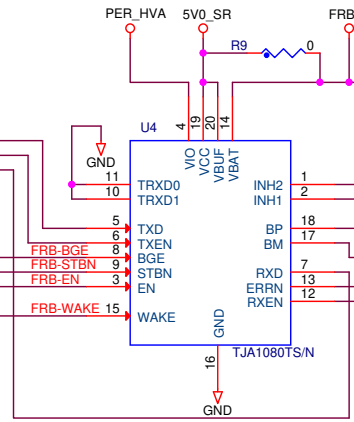 PER_HVA 5V0_SR FRB
R9 0
U4
4 19 20 14
VIO VCC VBUF VBAT
GND
11 TRXD0 INH2 1
10 TRXD1 INH1 2
5 TXD BP 18
6 TXEN BM 17
FRB-BGE 8 BGE RXD 7
FRB-STBN 9 STBN ERRN 13
FRB-EN 3 EN RXEN 12
FRB-WAKE 15 WAKE
GND
16 TJA1080TS/N
GND